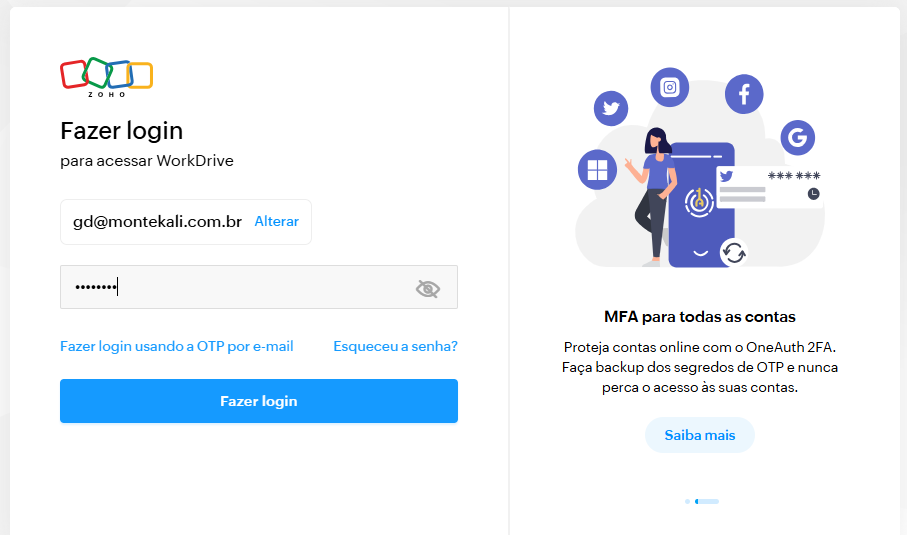 ZOHO
Fazer login
para acessar WorkDrive
gd@montekali.com.br Alterar
••••••••
Fazer login usando a OTP por e-mail Esqueceu a senha?
Fazer login
*** ***
MFA para todas as contas
Proteja contas online com o OneAuth 2FA.
Faça backup dos segredos de OTP e nunca
perca o acesso às suas contas.
Saiba mais